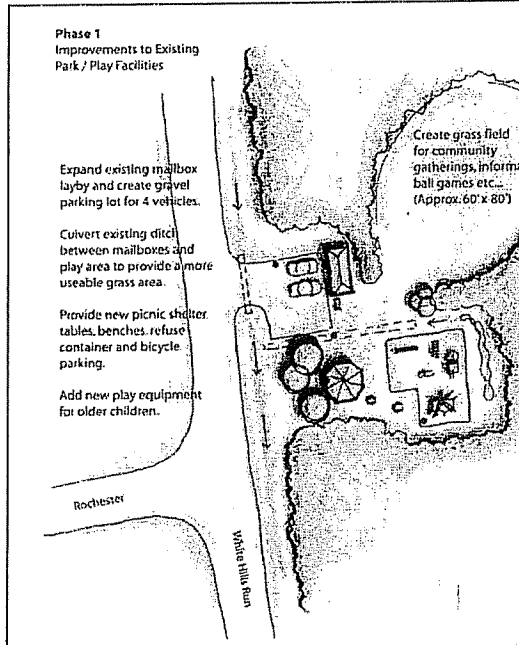 Phase 1
Improvements to Existing
Park / Play Facilities
Expand existing mailbox
layby and create gravel
parking lot for 4 vehicles.
Culvert existing ditch
between mailboxes and
play area to provide a more
useable grass area.
Provide new picnic shelter,
tables, benches, refuse
container and bicycle
parking.
Add new play equipment
for older children.
Create grass field
for community
gatherings, informa
ball games etc...
(Approx. 60' x 80')
Rochester
White Hills Run